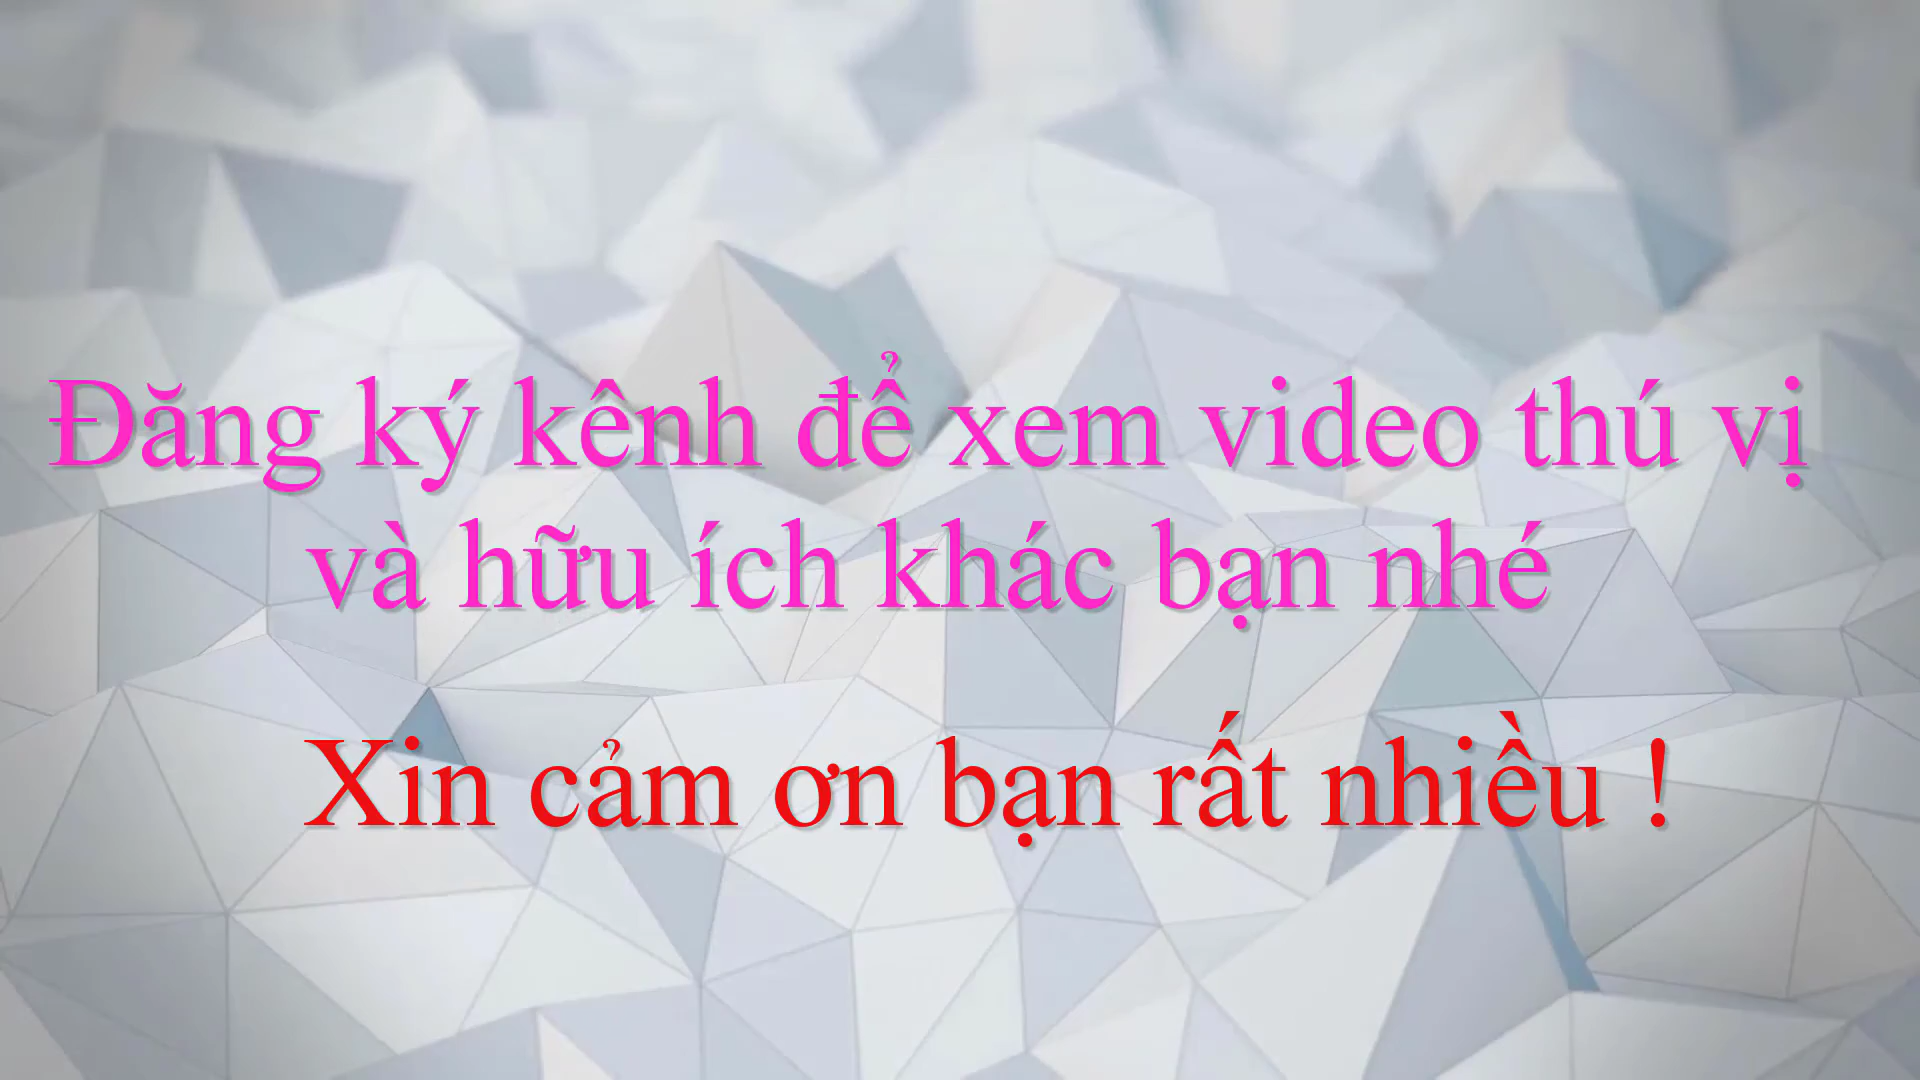 Đăng ký kênh để xem video thú vị
và hữu ích khác bạn nhé
Xin cảm ơn bạn rất nhiều !